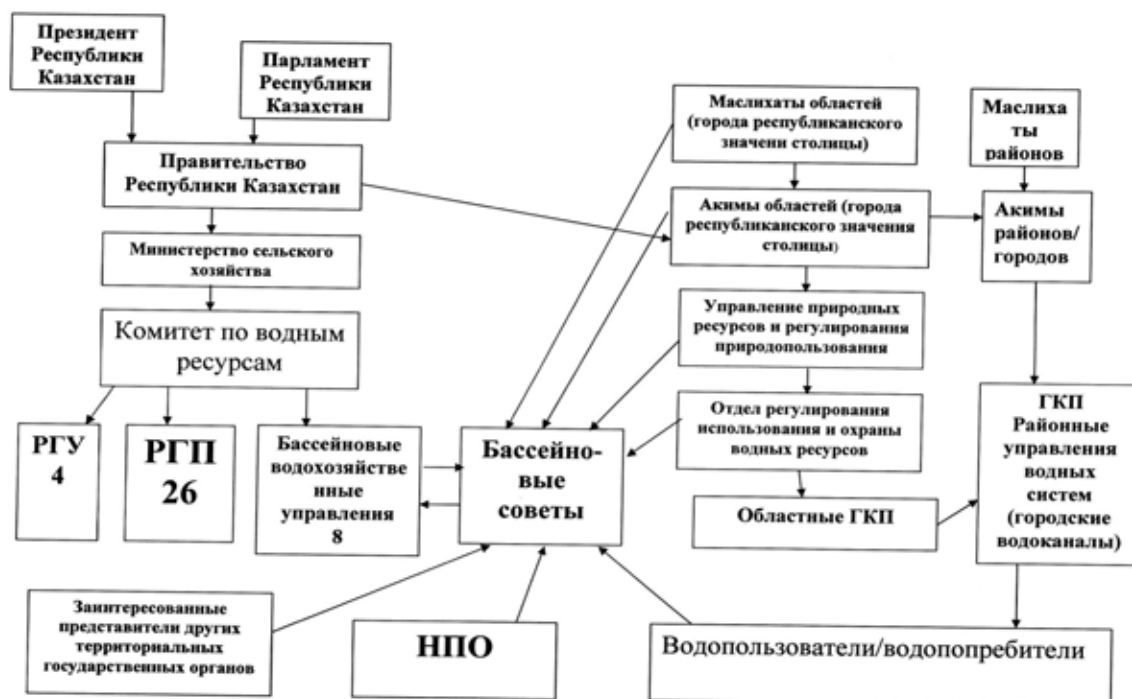 Президент
Республики
Казахстан
Парламент
Республики
Казахстан
Правительство
Республики Казахстан
Министерство сельского
хозяйства
Комитет по водным
ресурсам
РГУ
4
РГП
26
Бассейновые
водохозяйстве
нные
управления
8
Бассейно-
вые
советы
Маслихаты областей
(города республиканского
значени столицы)
Маслиха
ты
районов
Акимы областей (города
республиканского значения
столицы)
Акимы
районов/
городов
Управление природных
ресурсов и регулирования
природопользования
Отдел регулирования
использования и охраны
водных ресурсов
Областные ГКП
ГКП
Районные
управления
водных
систем
(городские
водоканалы)
Заинтересованные
представители других
территориальных
государственных органов
НПО
Водопользователи/водопопребители